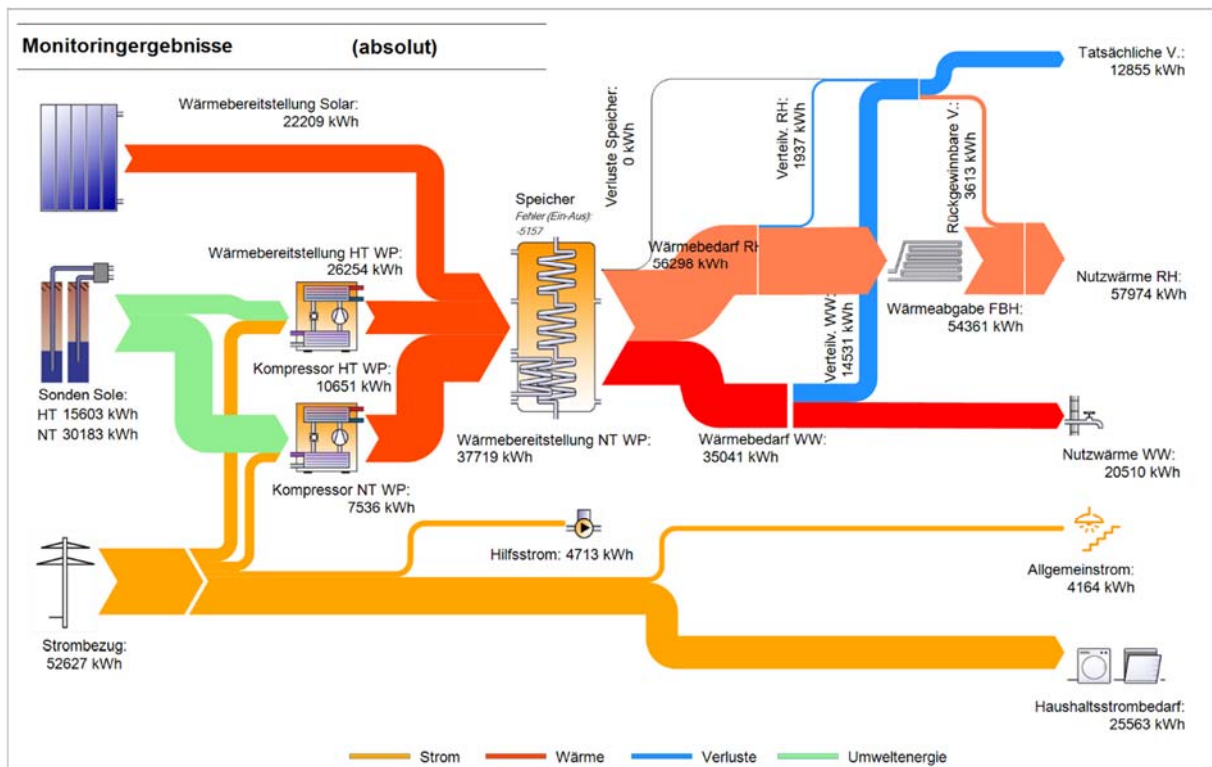 Monitoringergebnisse (absolut)
Tatsächliche V.:
12855 kWh
Wärmebereitstellung Solar:
22209 kWh
Verluste Speicher:
0 kWh
Verteilv. RH:
1937 kWh
Rückgewinnbare V.:
3613 kWh
Speicher
Fehler (Ein-Aus):
-5157
Wärmebereitstellung HT WP:
26254 kWh
Wärmebedarf RH
56298 kWh
Nutzwärme RH:
57974 kWh
Wärmeabgabe FBH:
54361 kWh
Verteilv. WW:
14531 kWh
Kompressor HT WP:
10651 kWh
Sonden Sole:
HT 15603 kWh
NT 30183 kWh
Wärmebereitstellung NT WP:
37719 kWh
Wärmebedarf WW:
35041 kWh
Nutzwärme WW:
20510 kWh
Kompressor NT WP:
7536 kWh
Hilfsstrom: 4713 kWh
Allgemeinstrom:
4164 kWh
Strombezug:
52627 kWh
Haushaltsstrombedarf:
25563 kWh
Strom Wärme Verluste Umweltenergie